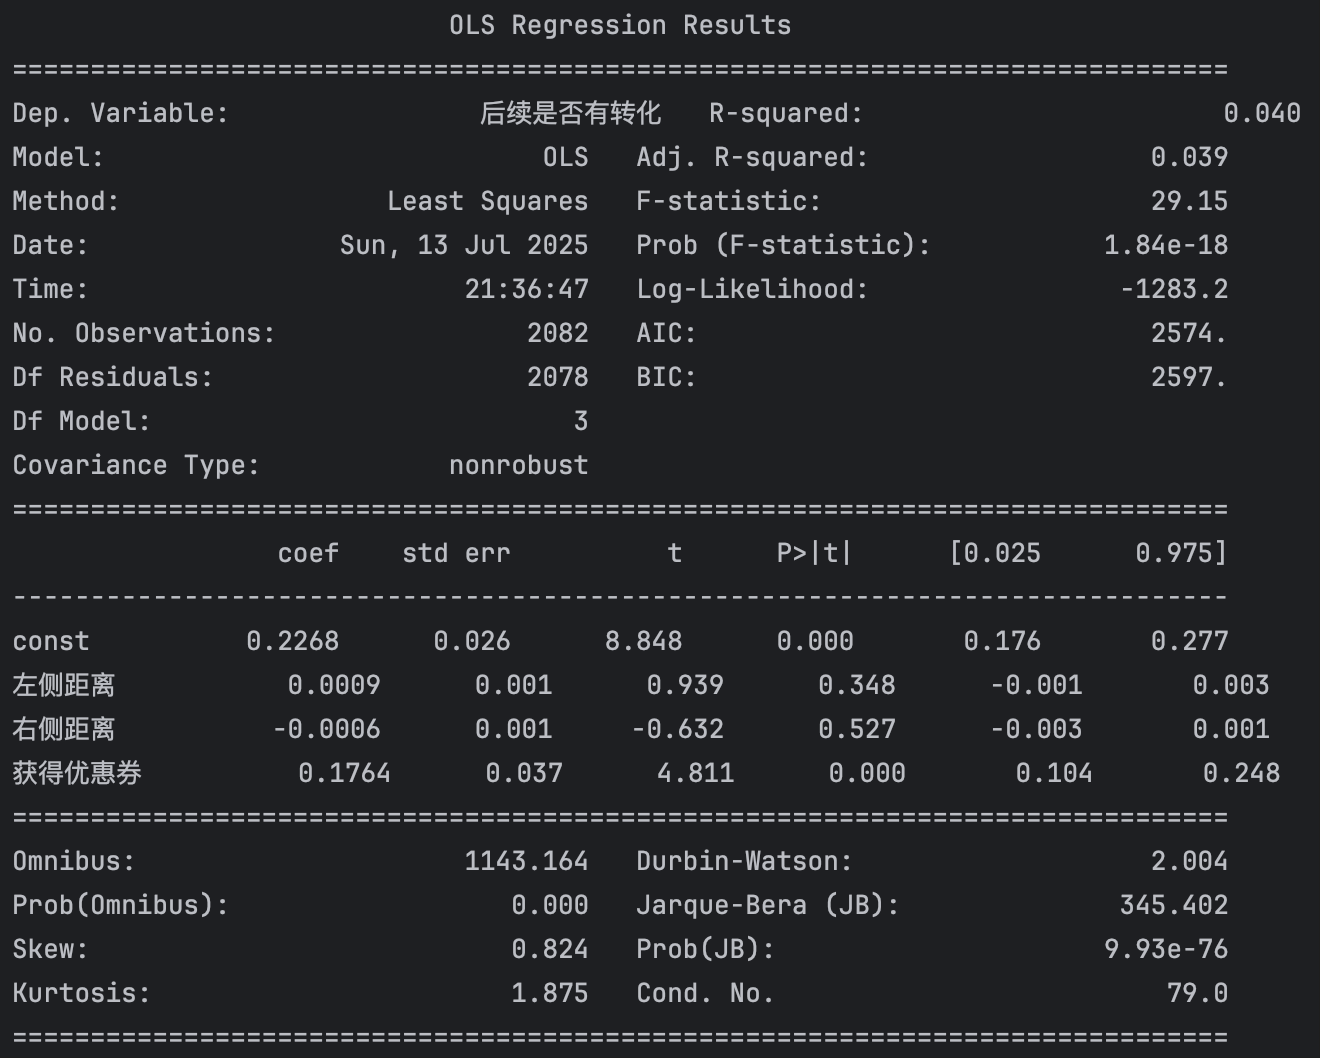 OLS Regression Results
==============================================================================
Dep. Variable: 后续是否有转化 R-squared: 0.040
Model: OLS Adj. R-squared: 0.039
Method: Least Squares F-statistic: 29.15
Date: Sun, 13 Jul 2025 Prob (F-statistic): 1.84e-18
Time: 21:36:47 Log-Likelihood: -1283.2
No. Observations: 2082 AIC: 2574.
Df Residuals: 2078 BIC: 2597.
Df Model: 3
Covariance Type: nonrobust
==============================================================================
coef std err t P>|t| [0.025 0.975]
------------------------------------------------------------------------------
const 0.2268 0.026 8.848 0.000 0.176 0.277
左侧距离 0.0009 0.001 0.939 0.348 -0.001 0.003
右侧距离 -0.0006 0.001 -0.632 0.527 -0.003 0.001
获得优惠券 0.1764 0.037 4.811 0.000 0.104 0.248
==============================================================================
Omnibus: 1143.164 Durbin-Watson: 2.004
Prob(Omnibus): 0.000 Jarque-Bera (JB): 345.402
Skew: 0.824 Prob(JB): 9.93e-76
Kurtosis: 1.875 Cond. No. 79.0
==============================================================================